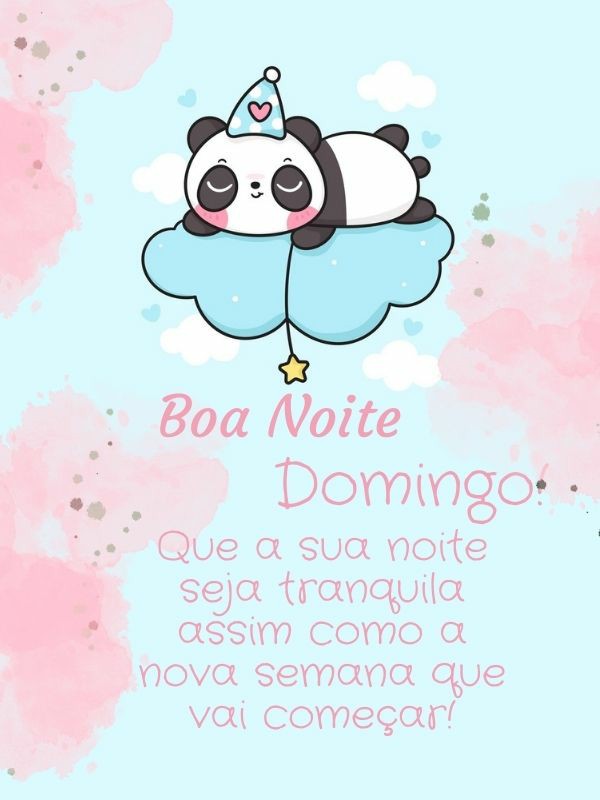 Boa Noite
Domingo!
Que a sua noite
seja tranquila
assim como a
nova semana que
vai começar!